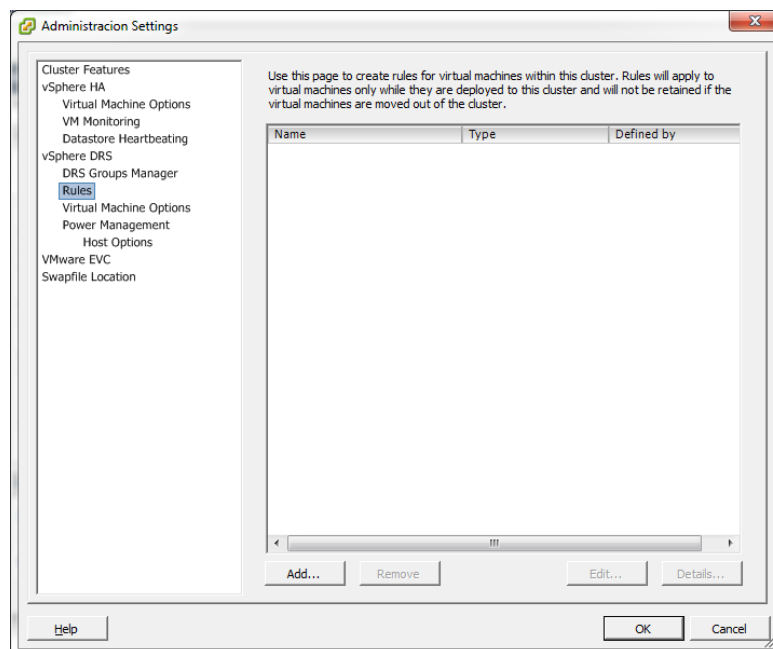 Administracion Settings
Cluster Features
vSphere HA
Virtual Machine Options
VM Monitoring
Datastore Heartbeating
vSphere DRS
DRS Groups Manager
Rules
Virtual Machine Options
Power Management
Host Options
VMware EVC
Swapfile Location
Use this page to create rules for virtual machines within this cluster. Rules will apply to
virtual machines only while they are deployed to this cluster and will not be retained if the
virtual machines are moved out of the cluster.
Name Type Defined by
Add... Remove Edit... Details...
Help OK Cancel